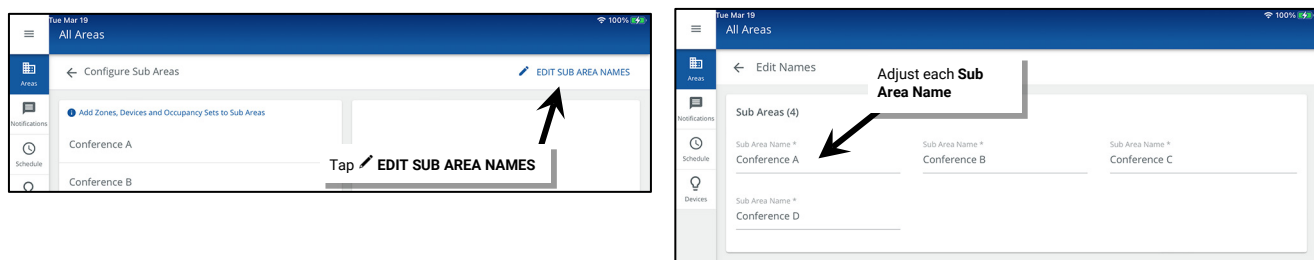 Tue Mar 19
100%
All Areas
Areas
Configure Sub Areas
EDIT SUB AREA NAMES
Notifications
Add Zones, Devices and Occupancy Sets to Sub Areas
Conference A
Schedule
Tap EDIT SUB AREA NAMES
Conference B
Tue Mar 19
100%
All Areas
Areas
Edit Names
Adjust each Sub
Area Name
Notifications
Sub Areas (4)
Schedule
Sub Area Name * Sub Area Name * Sub Area Name *
Conference A Conference B Conference C
Devices
Sub Area Name *
Conference D